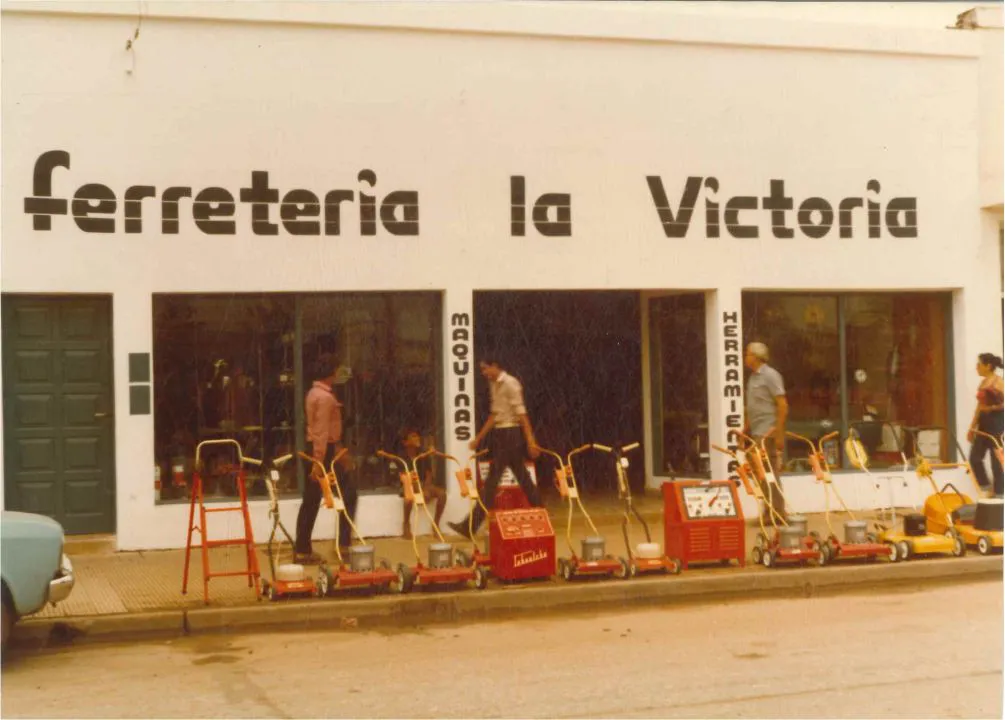 ferreteria la Victoria
MAQUINAS
HERRAMIENTAS